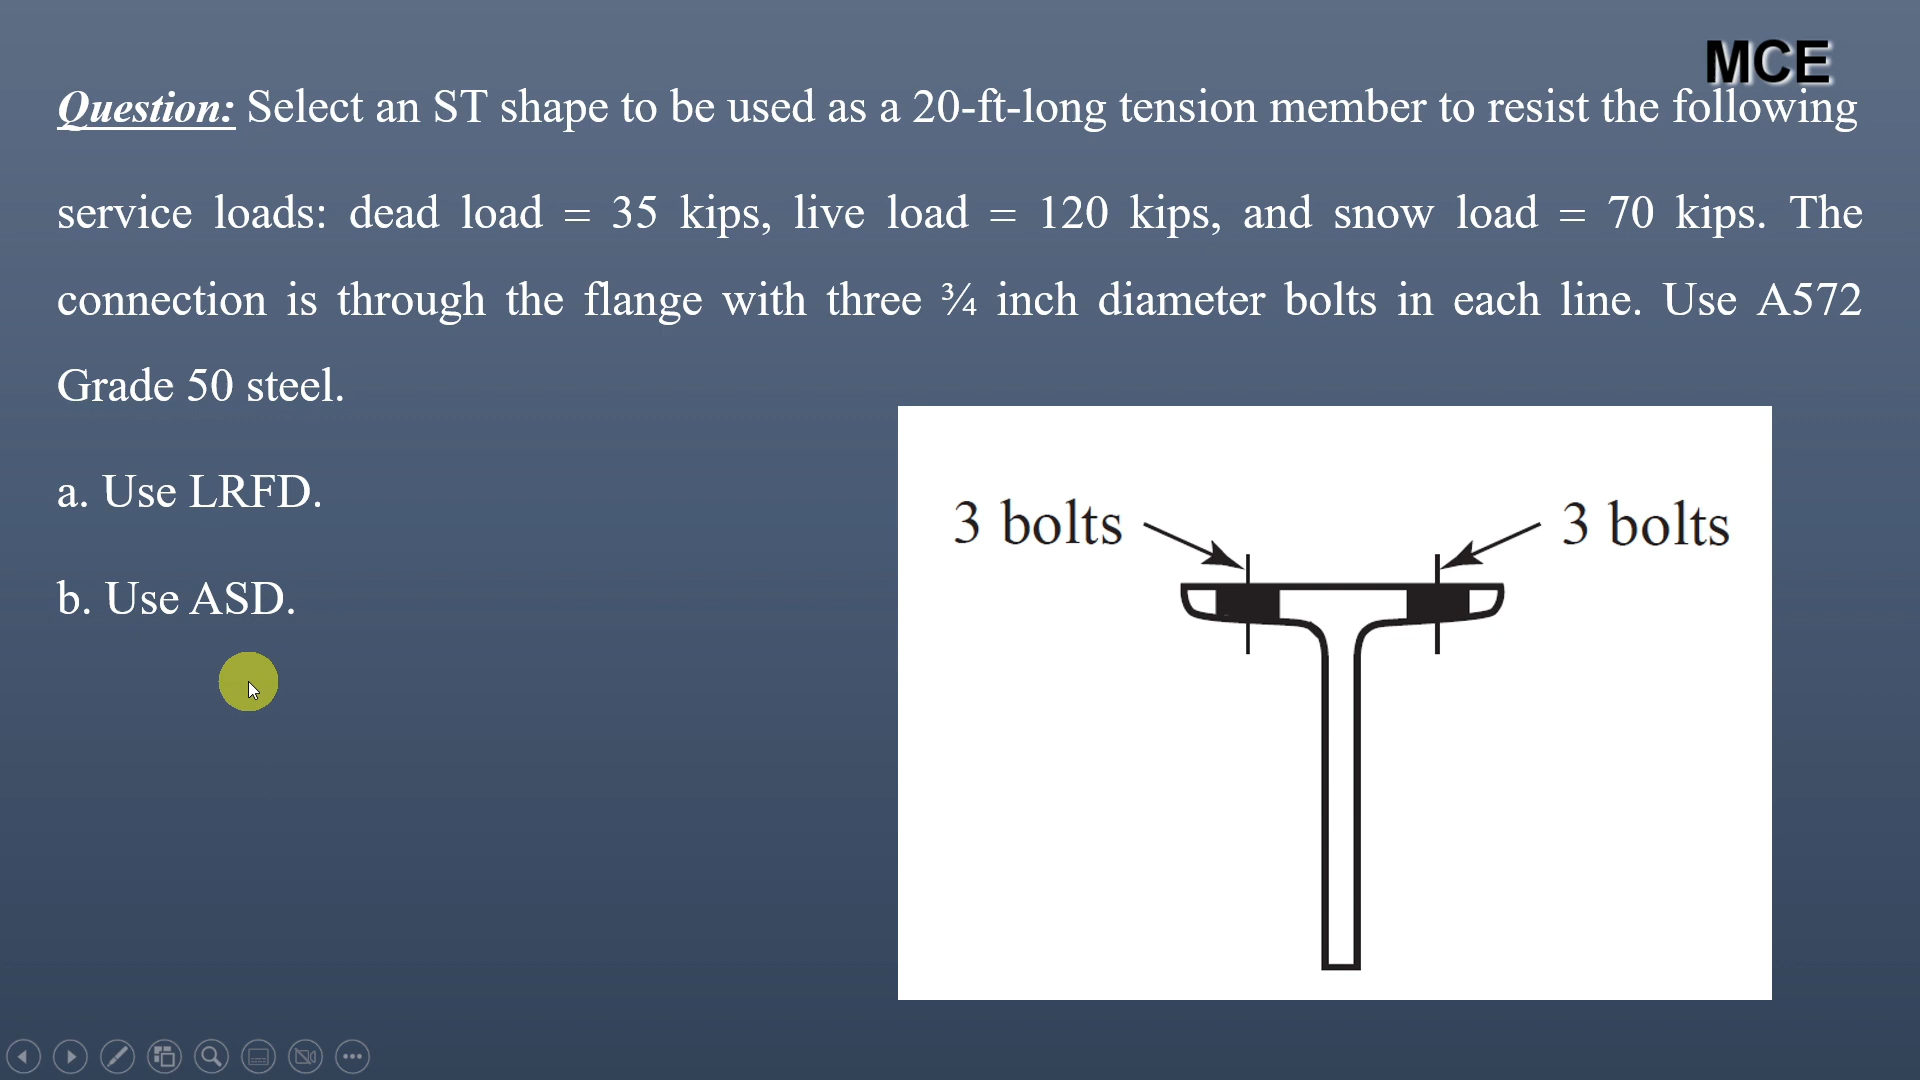 MCE
Question: Select an ST shape to be used as a 20-ft-long tension member to resist the following
service loads: dead load = 35 kips, live load = 120 kips, and snow load = 70 kips. The
connection is through the flange with three ¾ inch diameter bolts in each line. Use A572
Grade 50 steel.
a. Use LRFD.
b. Use ASD.
3 bolts
3 bolts